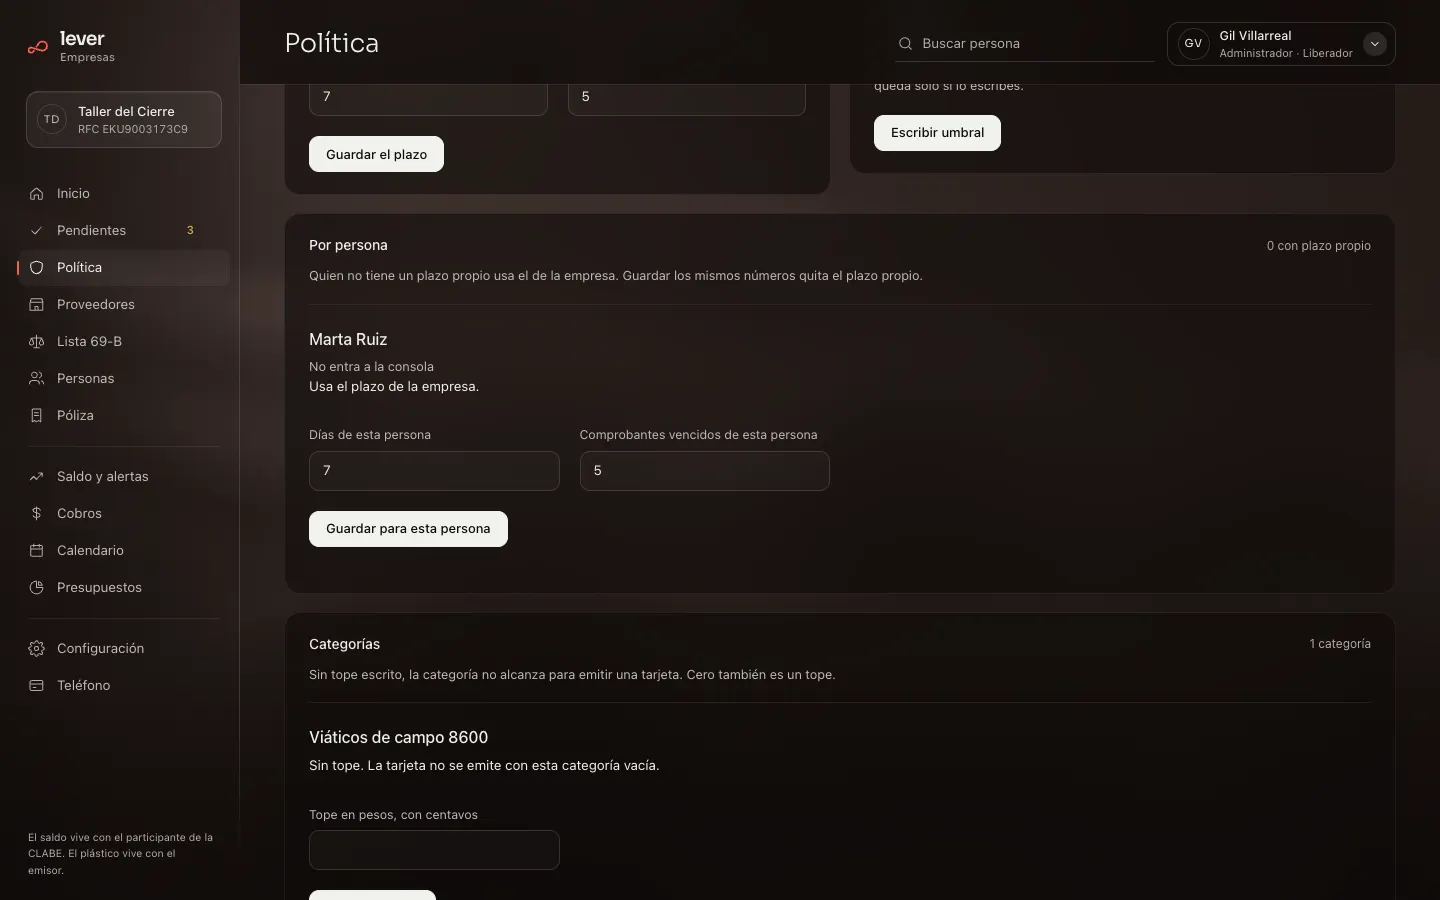 lever
Empresas
TD
Taller del Cierre
RFC EKU9003173C9
Inicio
Pendientes 3
Política
Proveedores
Lista 69-B
Personas
Póliza
Saldo y alertas
Cobros
Calendario
Presupuestos
Configuración
Teléfono
El saldo vive con el participante de la
CLABE. El plástico vive con el
emisor.
Política
Buscar persona
GV
Gil Villarreal
Administrador · Liberador
7
5
Guardar el plazo
queda solo si lo escribes.
Escribir umbral
Por persona
0 con plazo propio
Quien no tiene un plazo propio usa el de la empresa. Guardar los mismos números quita el plazo propio.
Marta Ruiz
No entra a la consola
Usa el plazo de la empresa.
Días de esta persona
Comprobantes vencidos de esta persona
7
5
Guardar para esta persona
Categorías
1 categoría
Sin tope escrito, la categoría no alcanza para emitir una tarjeta. Cero también es un tope.
Viáticos de campo 8600
Sin tope. La tarjeta no se emite con esta categoría vacía.
Tope en pesos, con centavos